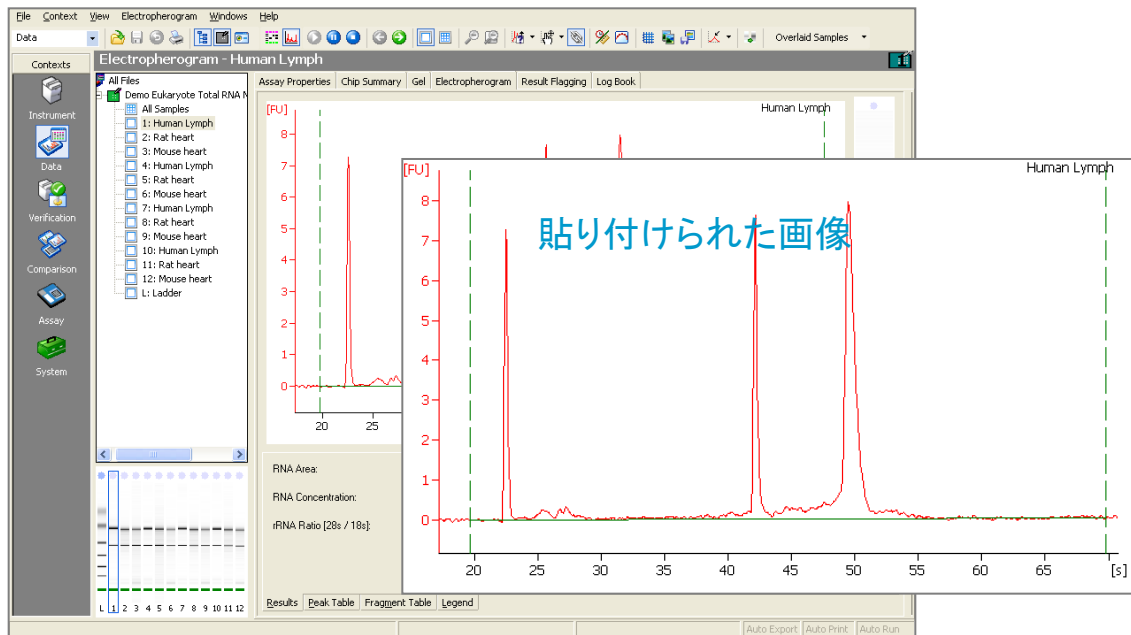 File Context View Electropherogram Windows Help
Data
Overlaid Samples
Contexts
Electropherogram - Human Lymph
Instrument
Data
Verification
Comparison
Assay
System
All Files
Demo Eukaryote Total RNA N
All Samples
1: Human Lymph
2: Rat heart
3: Mouse heart
4: Human Lymph
5: Rat heart
6: Mouse heart
7: Human Lymph
8: Rat heart
9: Mouse heart
10: Human Lymph
11: Rat heart
12: Mouse heart
L: Ladder
L 1 2 3 4 5 6 7 8 9 10 11 12
Assay Properties Chip Summary Gel Electropherogram Result Flagging Log Book
[FU]
Human Lymph
8
7
6
5
4
3
2
1
0
20 25
RNA Area:
RNA Concentration:
rRNA Ratio [28s / 18s]:
Results Peak Table Fragment Table Legend
[FU]
Human Lymph
貼り付けられた画像
8
7
6
5
4
3
2
1
0
20 25 30 35 40 45 50 55 60 65 [s]
Auto Export Auto Print Auto Run